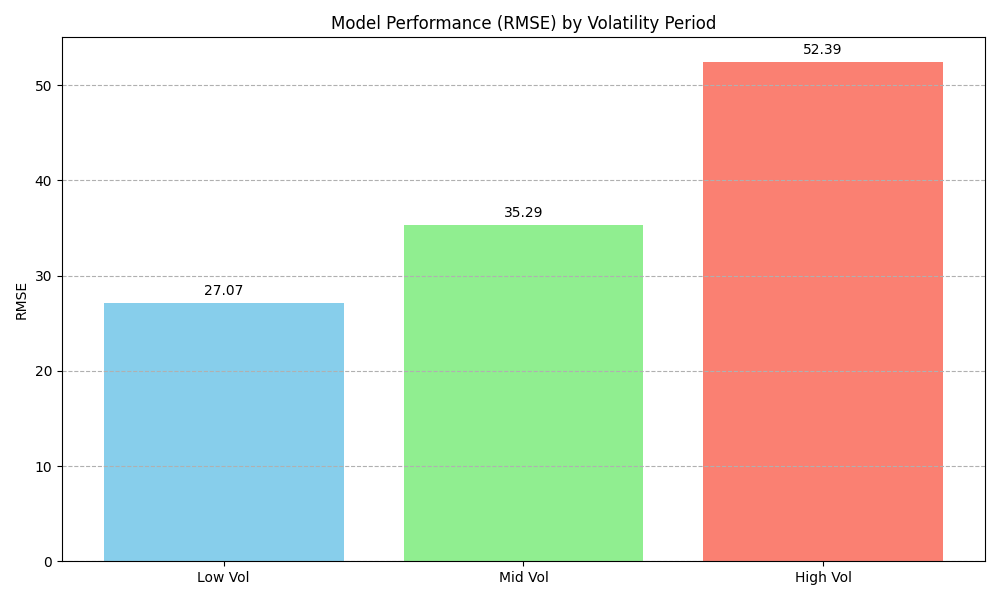 Model Performance (RMSE) by Volatility Period
52.39
50
40
35.29
30
27.07
RMSE
20
10
0
Low Vol
Mid Vol
High Vol